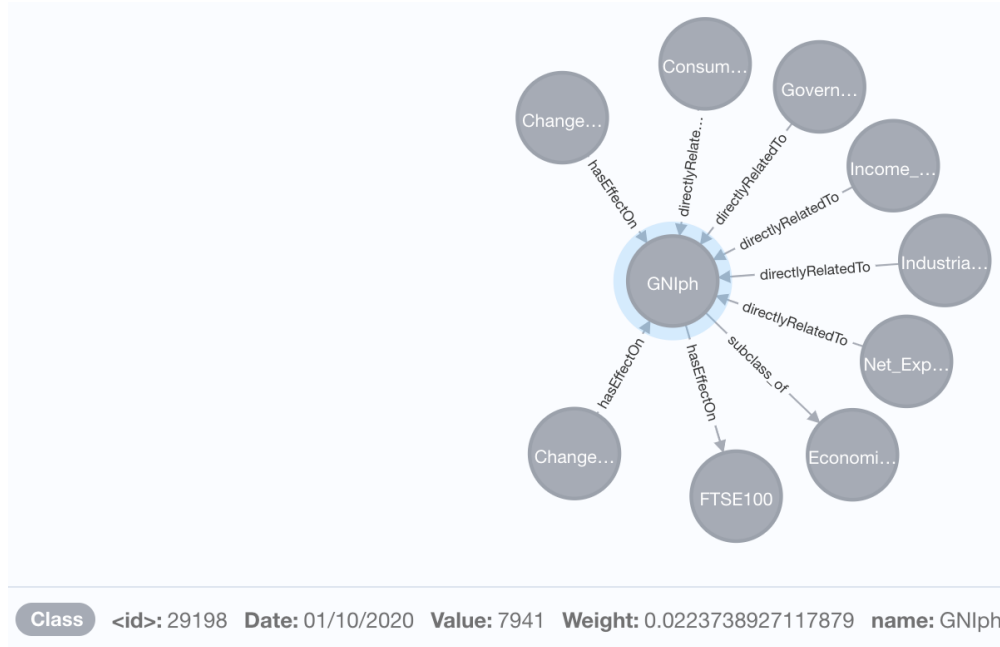 Consum…
Govern…
Change…
Income_…
hasEffectOn
directlyRelate…
directlyRelatedTo
directlyRelatedTo
Industria…
directlyRelatedTo
GNIph
directlyRelatedTo
Net_Exp…
hasEffectOn
hasEffectOn
subclass_of
Change…
Economi…
FTSE100
Class <id>: 29198 Date: 01/10/2020 Value: 7941 Weight: 0.0223738927117879 name: GNIph